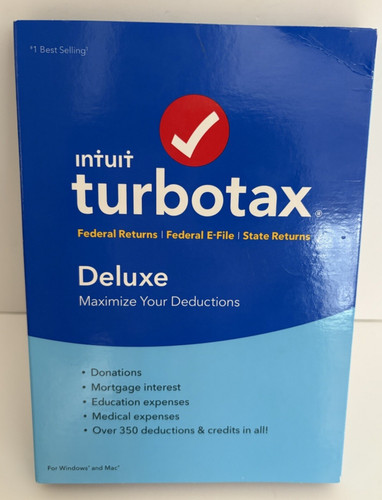 #1 Best Selling†
intuit
turbotax®
Federal Returns | Federal E-File | State Returns
Deluxe
Maximize Your Deductions
• Donations
• Mortgage interest
• Education expenses
• Medical expenses
• Over 350 deductions & credits in all!
For Windows® and Mac®